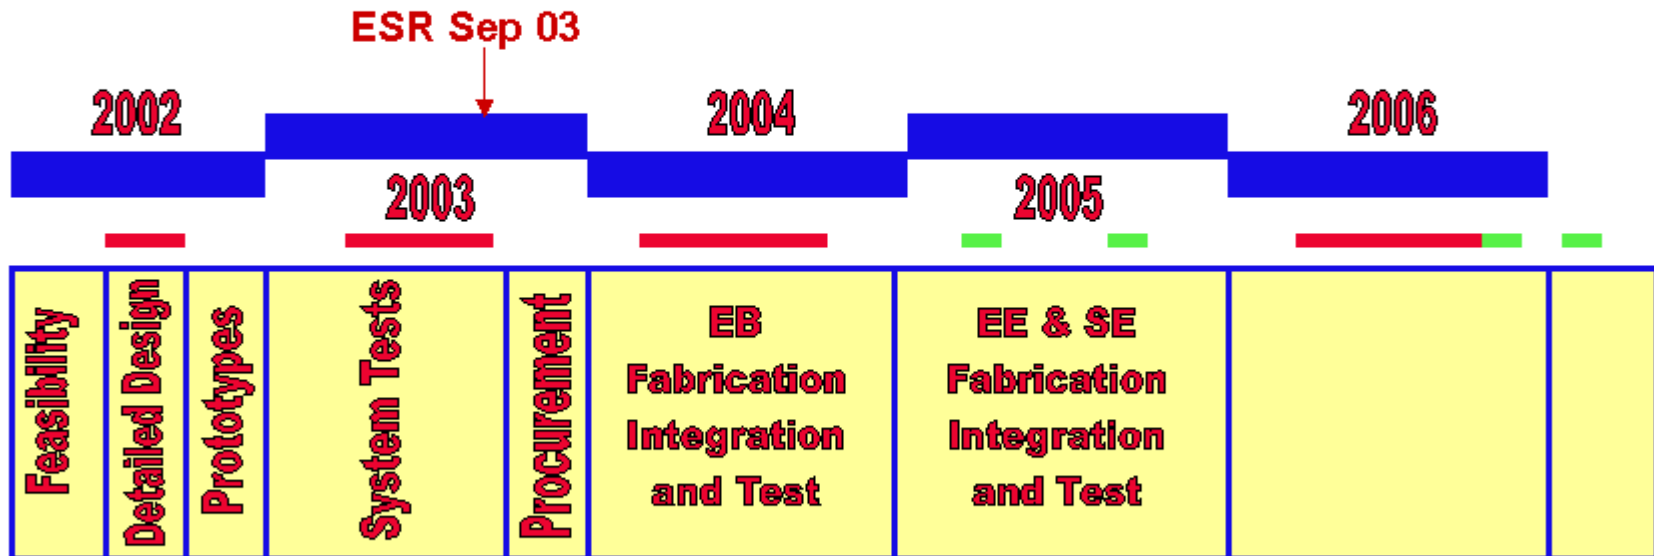 ESR Sep 03
2002
2003
2004
2005
2006
Feasibility
Detailed Design
Prototypes
System Tests
Procurement
EB
Fabrication
Integration
and Test
EE & SE
Fabrication
Integration
and Test